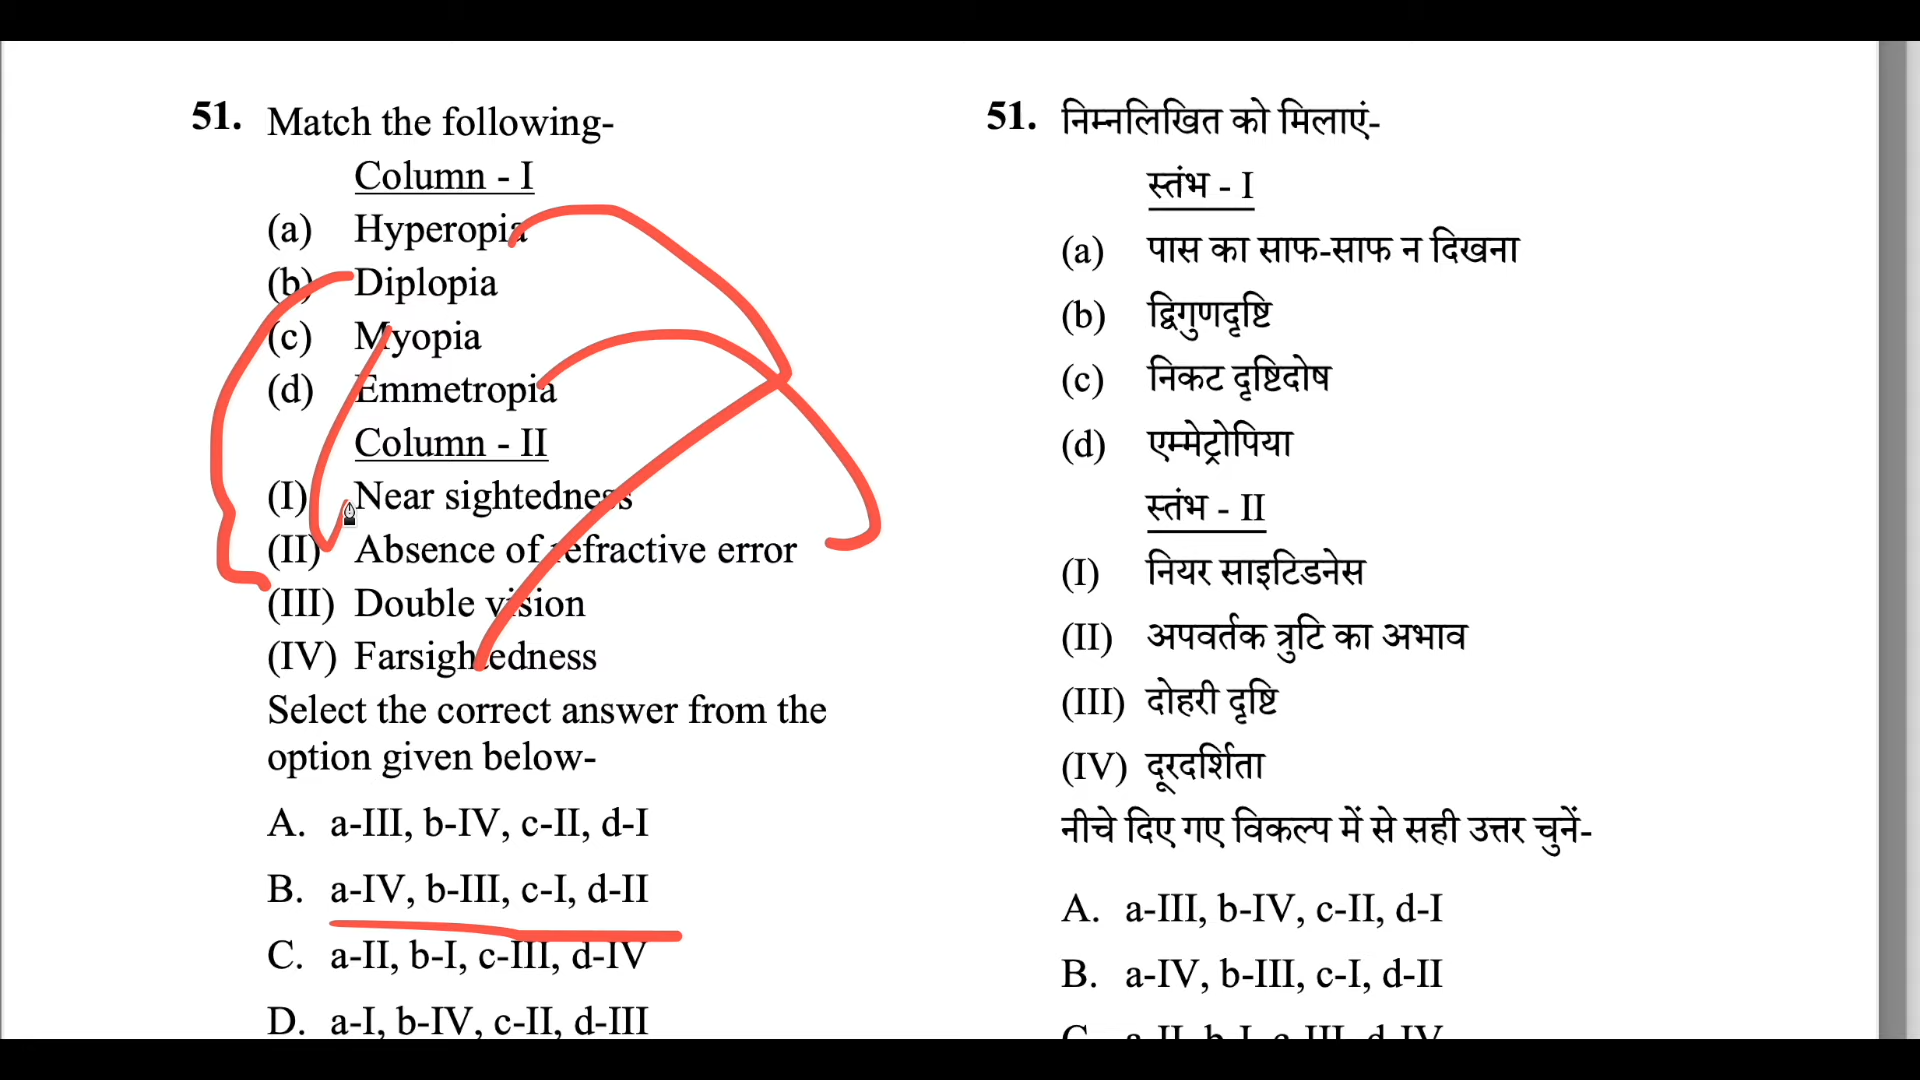 51. Match the following-
Column - I
(a) Hyperopia
(b) Diplopia
(c) Myopia
(d) Emmetropia
Column - II
(I) Near sightedness
(II) Absence of refractive error
(III) Double vision
(IV) Farsightedness
Select the correct answer from the
option given below-
A. a-III, b-IV, c-II, d-I
B. a-IV, b-III, c-I, d-II
C. a-II, b-I, c-III, d-IV
D. a-I, b-IV, c-II, d-III
51. निम्नलिखित को मिलाएं-
स्तंभ - I
(a) पास का साफ-साफ न दिखना
(b) द्विगुणदृष्टि
(c) निकट दृष्टिदोष
(d) एम्मेट्रोपिया
स्तंभ - II
(I) नियर साइटिडनेस
(II) अपवर्तक त्रुटि का अभाव
(III) दोहरी दृष्टि
(IV) दूरदर्शिता
नीचे दिए गए विकल्प में से सही उत्तर चुनें-
A. a-III, b-IV, c-II, d-I
B. a-IV, b-III, c-I, d-II
C. a-II, b-I, c-III, d-IV